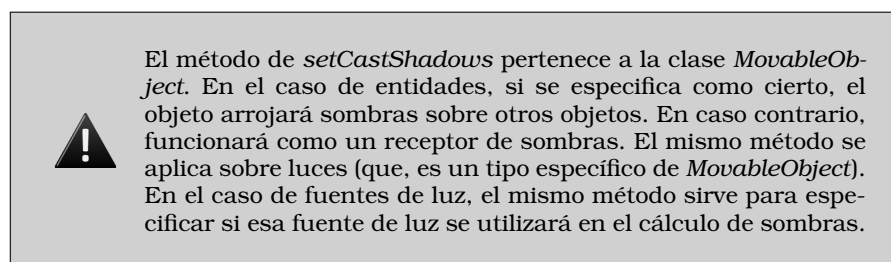 El método de setCastShadows pertenece a la clase MovableOb-
ject. En el caso de entidades, si se especifica como cierto, el
objeto arrojará sombras sobre otros objetos. En caso contrario,
funcionará como un receptor de sombras. El mismo método se
aplica sobre luces (que, es un tipo específico de MovableObject).
En el caso de fuentes de luz, el mismo método sirve para espe-
cificar si esa fuente de luz se utilizará en el cálculo de sombras.